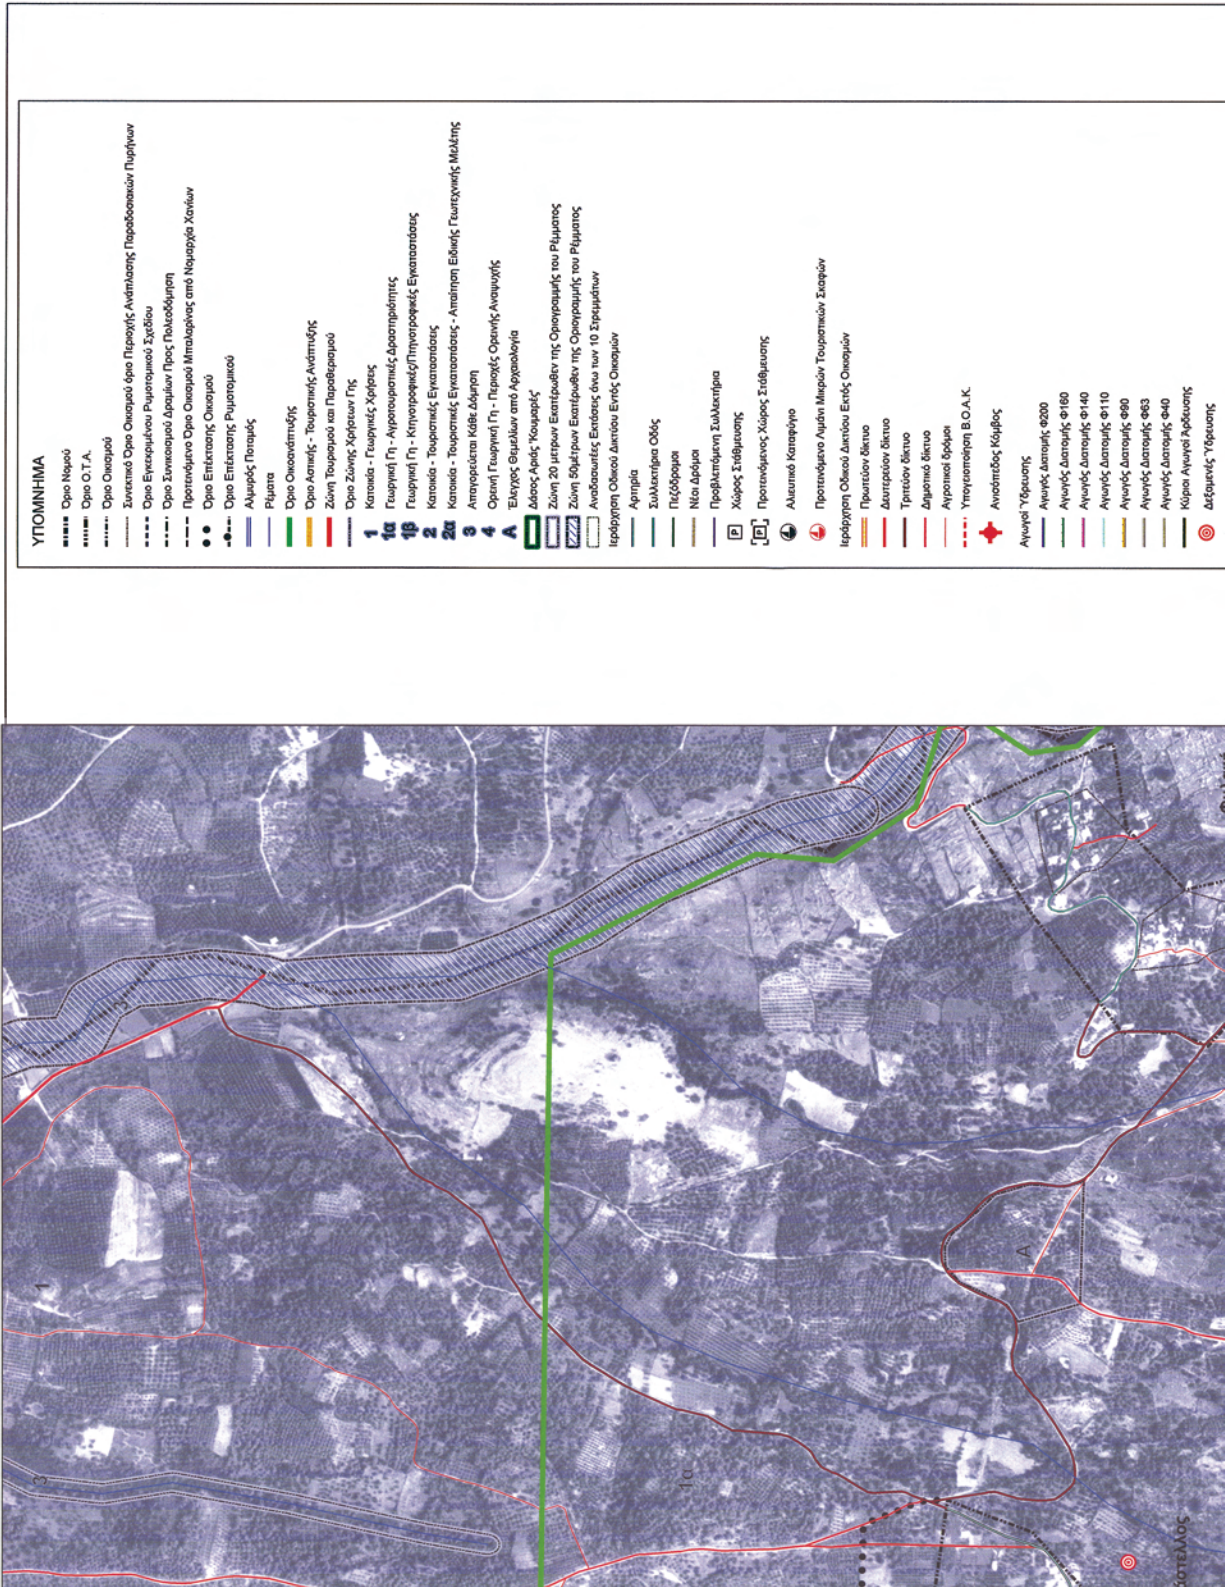 ΥΠΟΜΝΗΜΑ
Όριο Νομού
Όριο Ο.Τ.Α.
Όριο Οικισμού
Συνεκτικό Όριο Οικισμού όριο Περιοχής Ανάπλασης Παραδοσιακών Πυρήνων
Όριο Εγκεκριμένου Ρυμοτομικού Σχεδίου
Όριο Συνοικισμού Δραμίων Προς Πολεοδόμηση
Προτεινόμενο Όριο Οικισμού Μπαλαρίνας από Νομαρχία Χανίων
Όριο Επέκτασης Οικισμού
Όριο Επέκτασης Ρυμοτομικού
Αλμυρός Ποταμός
Ρέματα
Όριο Οικοανάπτυξης
Όριο Αστικής - Τουριστικής Ανάπτυξης
Ζώνη Τουρισμού και Παραθερισμού
Όριο Ζώνης Χρήσεων Γης
1 Κατοικία - Γεωργικές Χρήσεις
1α Γεωργική Γη - Αγροτουριστικές Δραστηριότητες
1β Γεωργική Γη - Κτηνοτροφικές/Πτηνοτροφικές Εγκαταστάσεις
2 Κατοικία - Τουριστικές Εγκαταστάσεις
2α Κατοικία - Τουριστικές Εγκαταστάσεις - Απαίτηση Ειδικής Γεωτεχνικής Μελέτης
3 Απαγορεύεται Κάθε Δόμηση
4 Ορεινή Γεωργική Γη - Περιοχές Ορεινής Αναψυχής
Α Έλεγχος Θεμελίων από Αρχαιολογία
Δάσος Αριάς 'Κουμαρές'
Ζώνη 20 μέτρων Εκατέρωθεν της Οριογραμμής του Ρέμματος
Ζώνη 50μέτρων Εκατέρωθεν της Οριογραμμής του Ρέμματος
Αναδασωτέες Εκτάσεις άνω των 10 Στρεμμάτων
Ιεράρχηση Οδικού Δικτύου Εντός Οικισμών
Αρτηρία
Συλλεκτήρια Οδός
Πεζόδρομοι
Νέοι Δρόμοι
Προβλεπόμενη Συλλεκτήρια
P Χώρος Στάθμευσης
P Προτεινόμενος Χώρος Στάθμευσης
Αλιευτικό Καταφύγιο
Προτεινόμενο Λιμάνι Μικρών Τουριστικών Σκαφών
Ιεράρχηση Οδικού Δικτύου Εκτός Οικισμών
Πρωτεύον δίκτυο
Δευτερεύον δίκτυο
Τριτεύον δίκτυο
Δημοτικό δίκτυο
Αγροτικοί δρόμοι
Υπογειοποίηση Β.Ο.Α.Κ.
Ανισόπεδος Κόμβος
Αγωγοί Ύδρευσης
Αγωγός Διατομής Φ200
Αγωγός Διατομής Φ160
Αγωγός Διατομής Φ140
Αγωγός Διατομής Φ110
Αγωγός Διατομής Φ90
Αγωγός Διατομής Φ63
Αγωγός Διατομής Φ40
Κύριοι Αγωγοί Άρδευσης
Δεξαμενές Ύδρευσης
3
1
3
1α
Α
ΟΤΕΛΛΟΣ